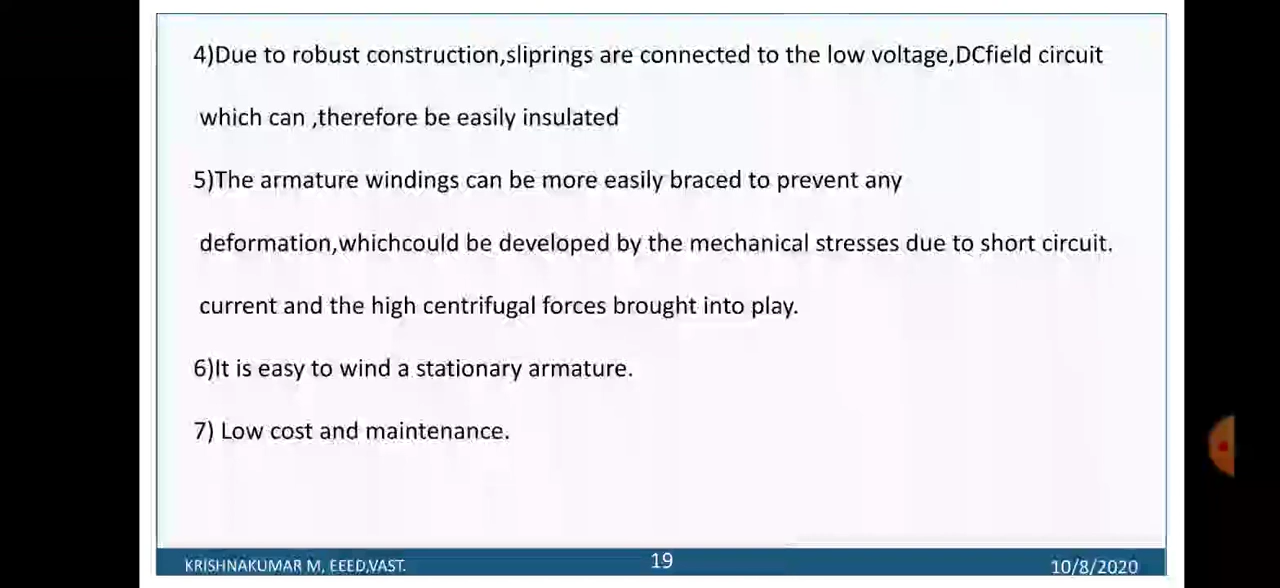 4)Due to robust construction,sliprings are connected to the low voltage,DCfield circuit
which can ,therefore be easily insulated
5)The armature windings can be more easily braced to prevent any
deformation,whichcould be developed by the mechanical stresses due to short circuit.
current and the high centrifugal forces brought into play.
6)It is easy to wind a stationary armature.
7) Low cost and maintenance.
KRISHNAKUMAR M, EEED,VAST.
19
10/8/2020